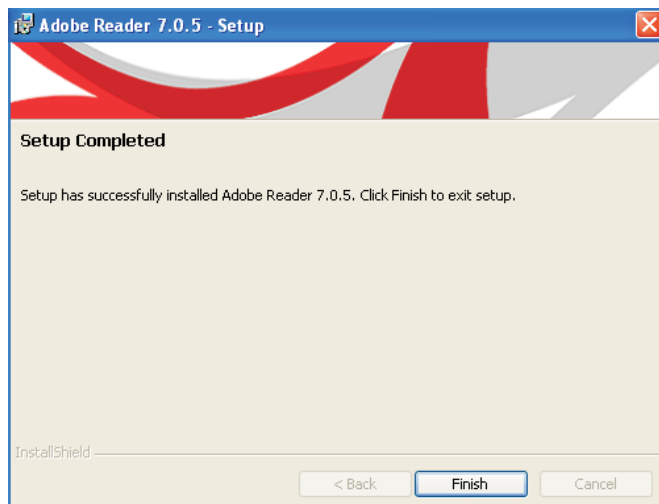 Adobe Reader 7.0.5 - Setup
Setup Completed
Setup has successfully installed Adobe Reader 7.0.5. Click Finish to exit setup.
InstallShield
< Back Finish Cancel